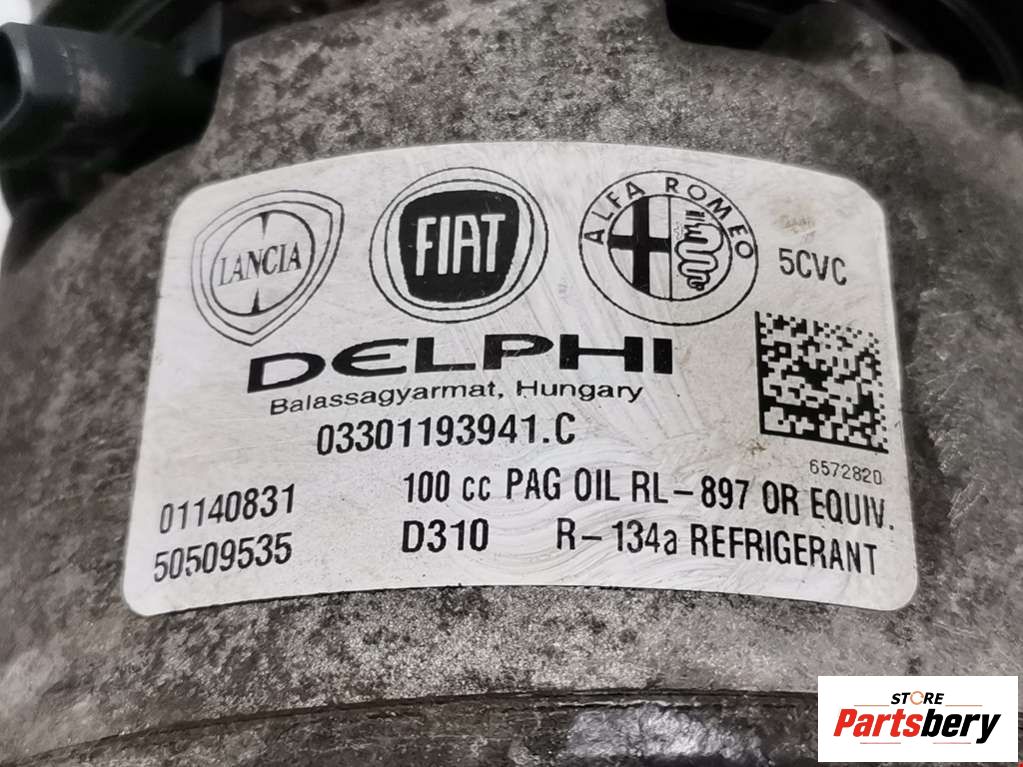 LANCIA
FIAT
ALFA ROMEO
5CVC
DELPHI
Balassagyarmat, Hungary
03301193941.C
6572820
01140831
100 cc PAG OIL RL-897 OR EQUIV.
50509535
D310
R-134a REFRIGERANT
STORE
Partsbery